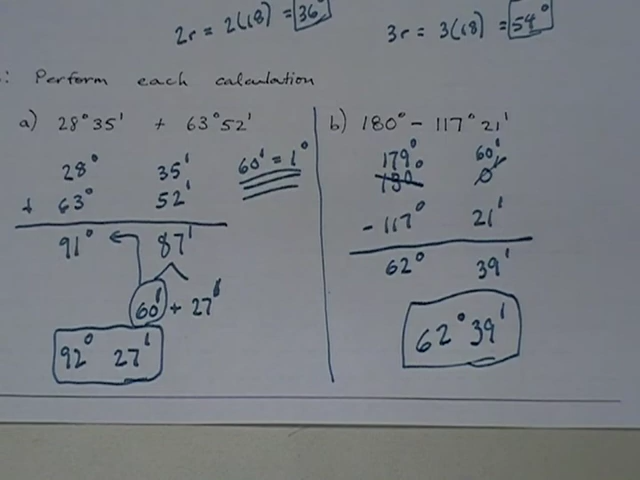 2r = 2(18) = 36°
3r = 3(18) = 54°
: Perform each calculation
a) 28°35' + 63°52'
28° 35'
+ 63° 52'
91° 87'
60' + 27'
92° 27'
60' = 1°
b) 180° - 117°21'
179° 60'
180° 0'
- 117° 21'
62° 39'
62°39'